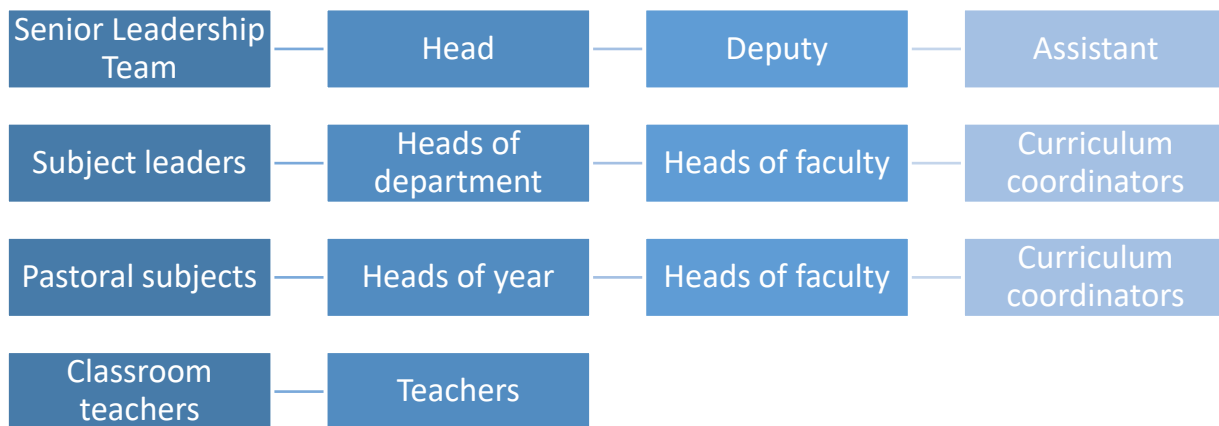 Senior Leadership
Team
Head
Deputy
Assistant
Subject leaders
Heads of
department
Heads of faculty
Curriculum
coordinators
Pastoral subjects
Heads of year
Heads of faculty
Curriculum
coordinators
Classroom
teachers
Teachers